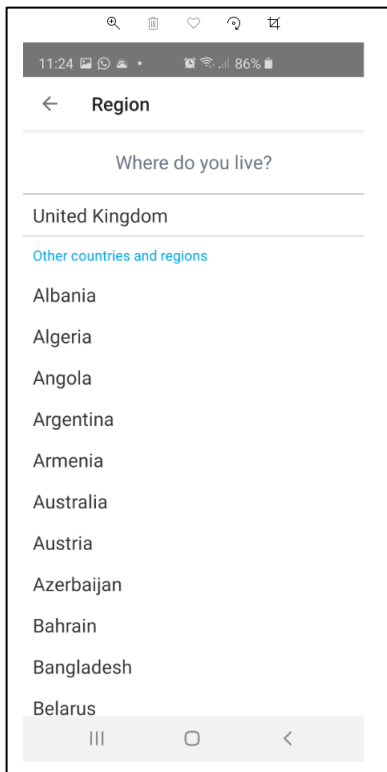 11:24 86%
Region
Where do you live?
United Kingdom
Other countries and regions
Albania
Algeria
Angola
Argentina
Armenia
Australia
Austria
Azerbaijan
Bahrain
Bangladesh
Belarus